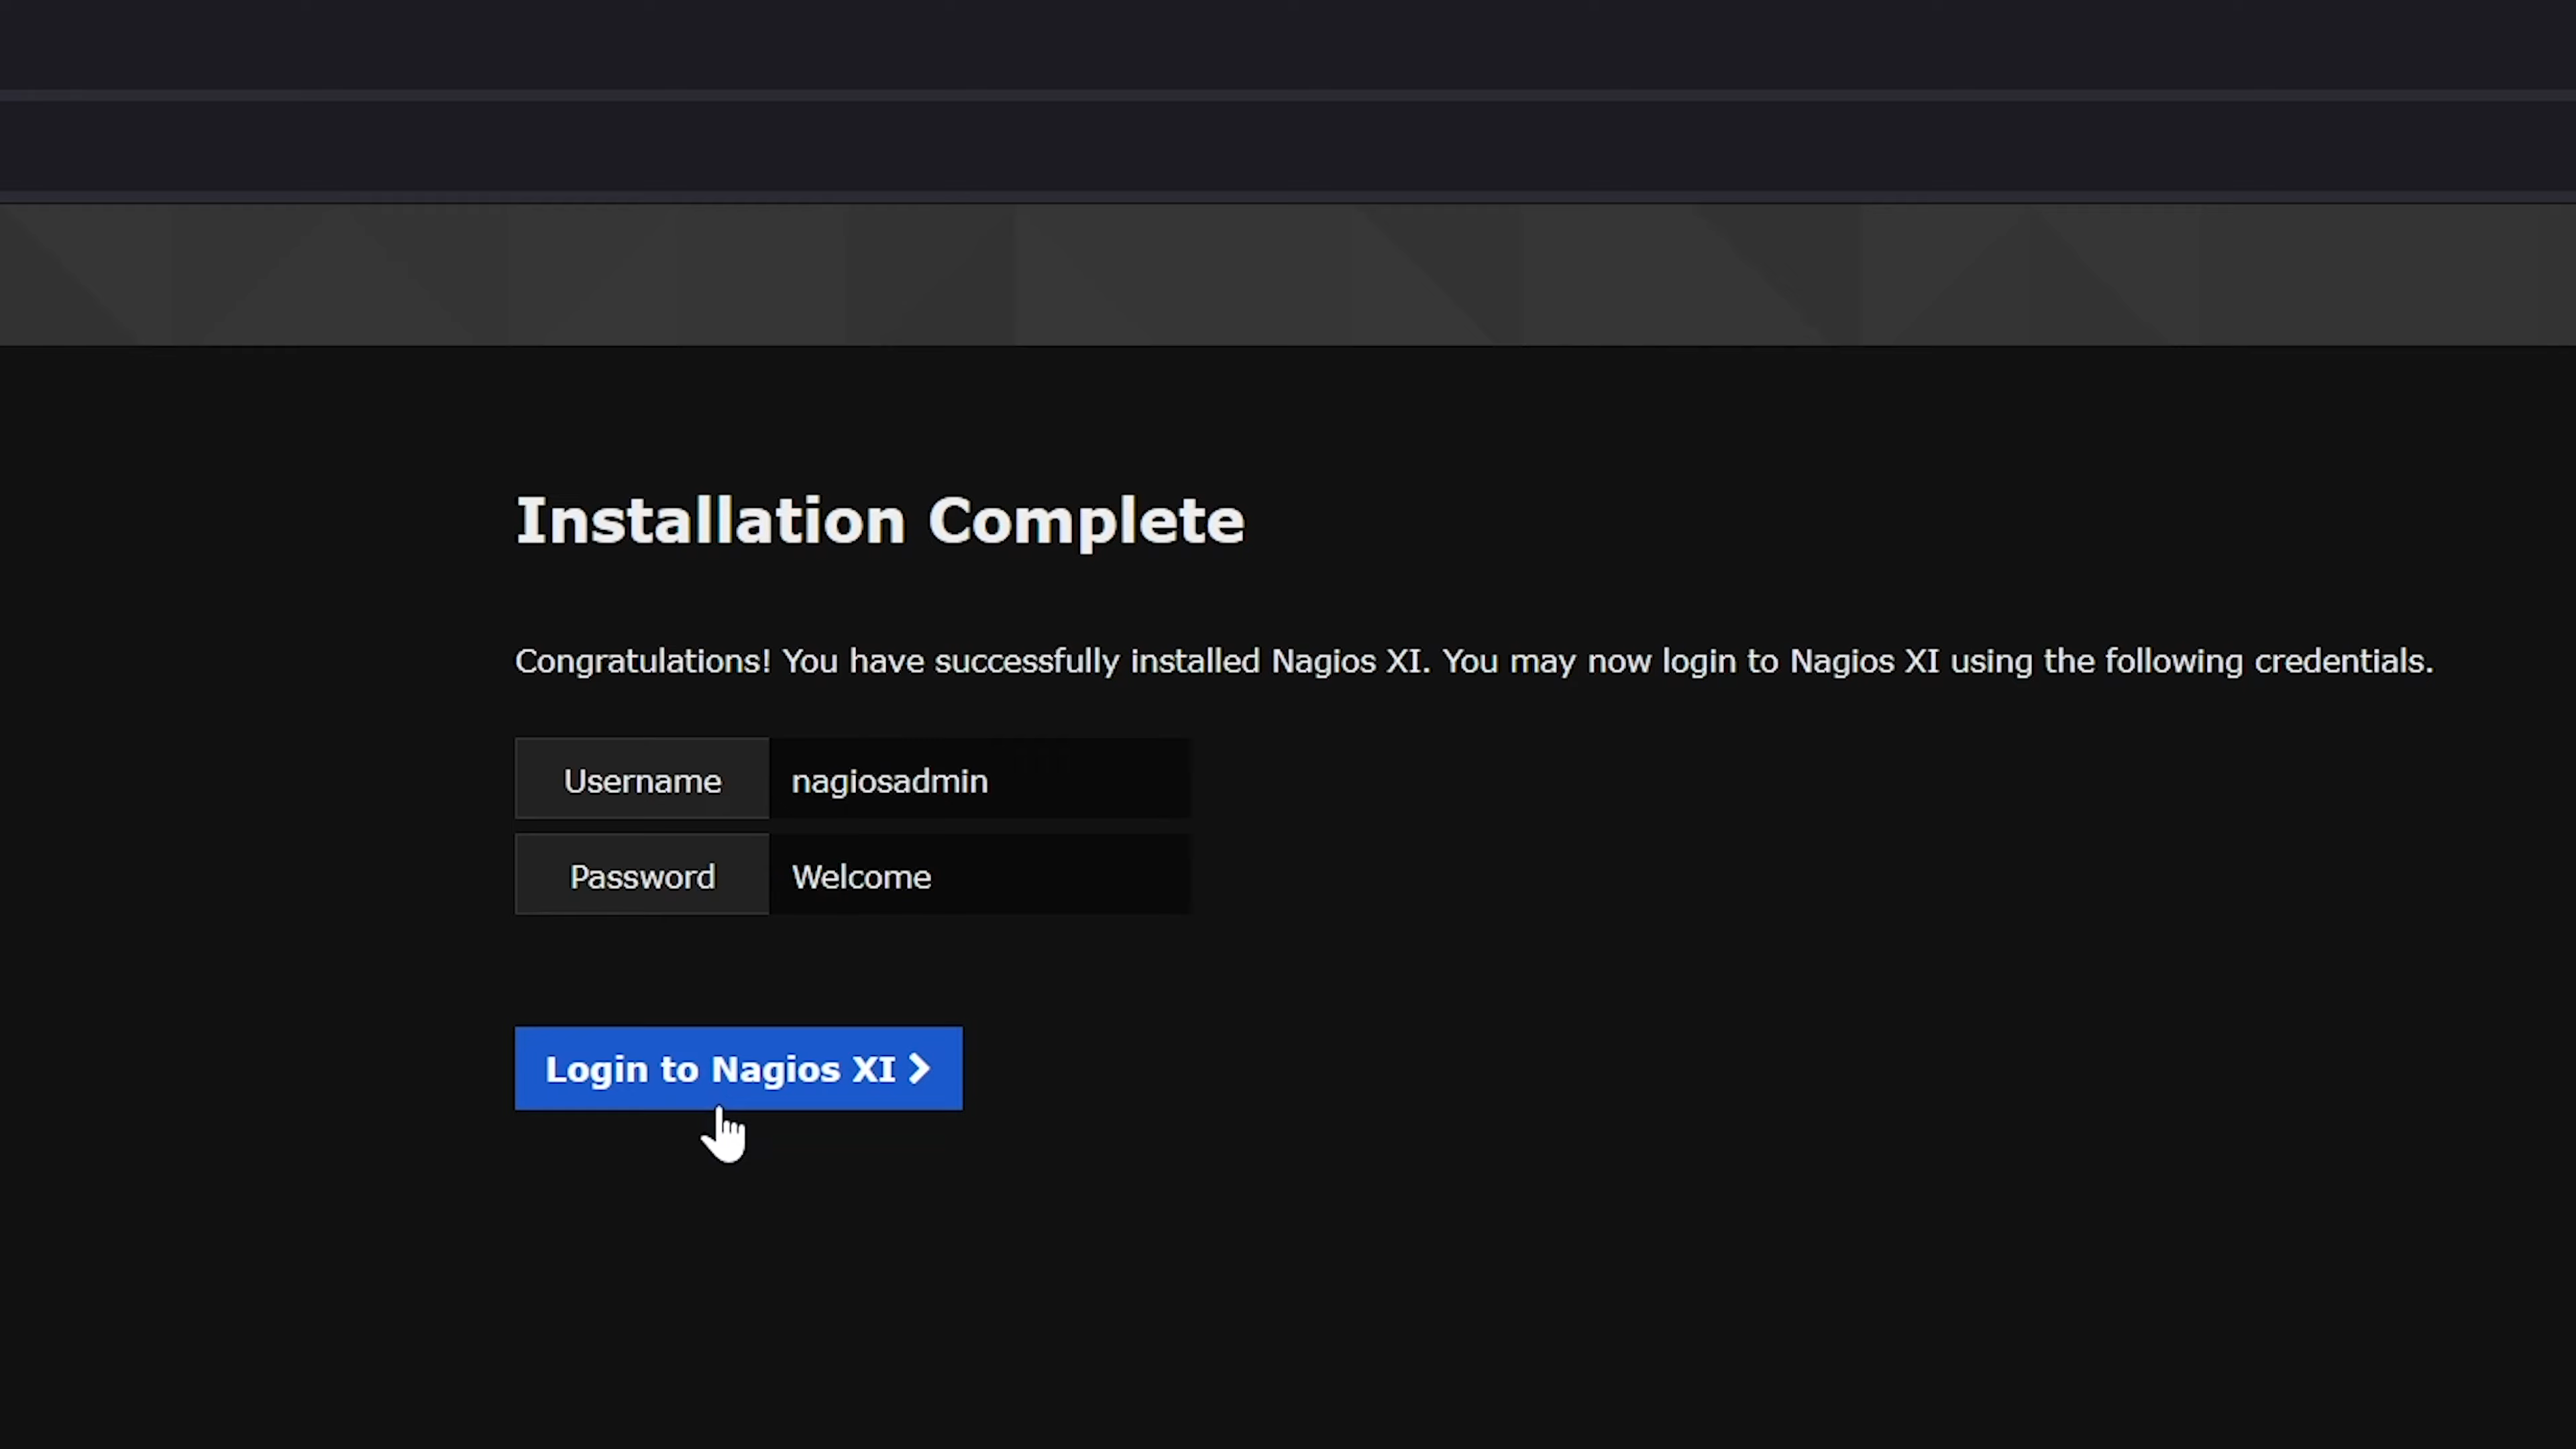 Installation Complete
Congratulations! You have successfully installed Nagios XI. You may now login to Nagios XI using the following credentials.
Username nagiosadmin
Password Welcome
Login to Nagios XI